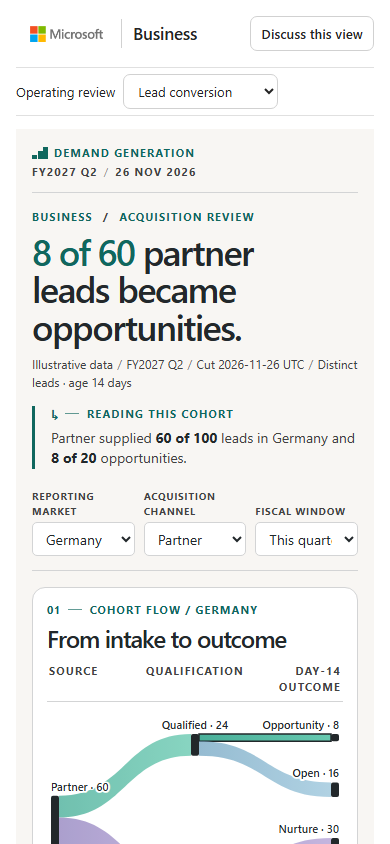 Microsoft
Business
Discuss this view
Operating review
Lead conversion
DEMAND GENERATION
FY2027 Q2 / 26 NOV 2026
BUSINESS / ACQUISITION REVIEW
8 of 60 partner
leads became
opportunities.
Illustrative data / FY2027 Q2 / Cut 2026-11-26 UTC / Distinct
leads · age 14 days
↳ — READING THIS COHORT
Partner supplied 60 of 100 leads in Germany and
8 of 20 opportunities.
REPORTING
MARKET
ACQUISITION
CHANNEL
FISCAL WINDOW
Germany
Partner
This quart
01 — COHORT FLOW / GERMANY
From intake to outcome
SOURCE
QUALIFICATION
DAY-14
OUTCOME
Qualified · 24
Opportunity · 8
Open · 16
Partner · 60
Nurture · 30